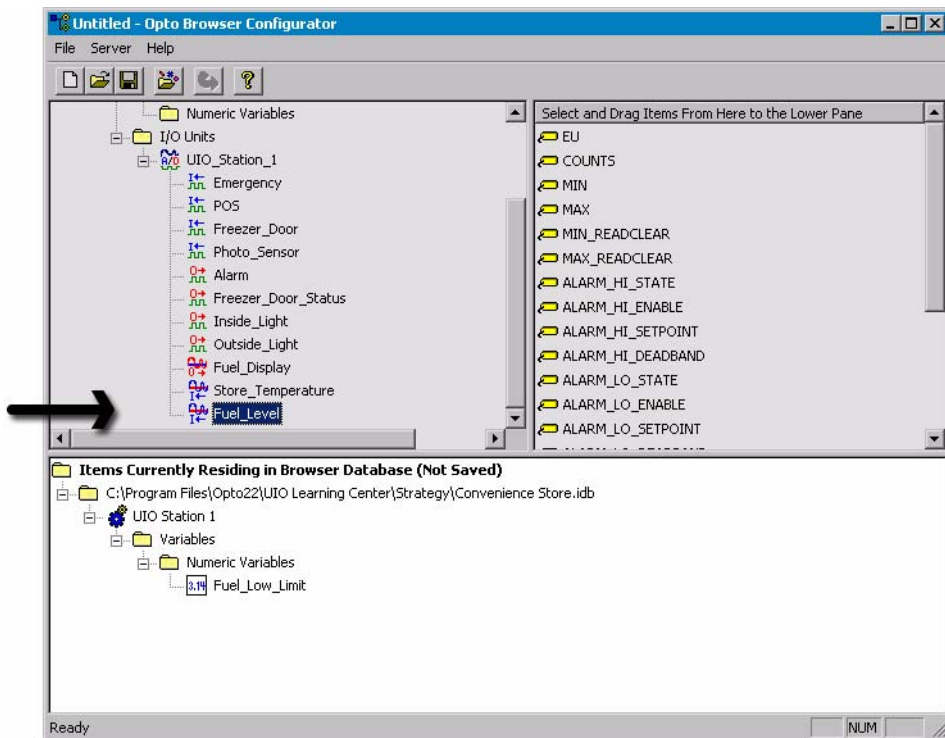 Untitled - Opto Browser Configurator
File Server Help
Numeric Variables
I/O Units
UIO_Station_1
Emergency
POS
Freezer_Door
Photo_Sensor
Alarm
Freezer_Door_Status
Inside_Light
Outside_Light
Fuel_Display
Store_Temperature
Fuel_Level
Select and Drag Items From Here to the Lower Pane
EU
COUNTS
MIN
MAX
MIN_READCLEAR
MAX_READCLEAR
ALARM_HI_STATE
ALARM_HI_ENABLE
ALARM_HI_SETPOINT
ALARM_HI_DEADBAND
ALARM_LO_STATE
ALARM_LO_ENABLE
ALARM_LO_SETPOINT
Items Currently Residing in Browser Database (Not Saved)
C:\Program Files\Opto22\UIO Learning Center\Strategy\Convenience Store.idb
UIO Station 1
Variables
Numeric Variables
3.14 Fuel_Low_Limit
Ready
NUM